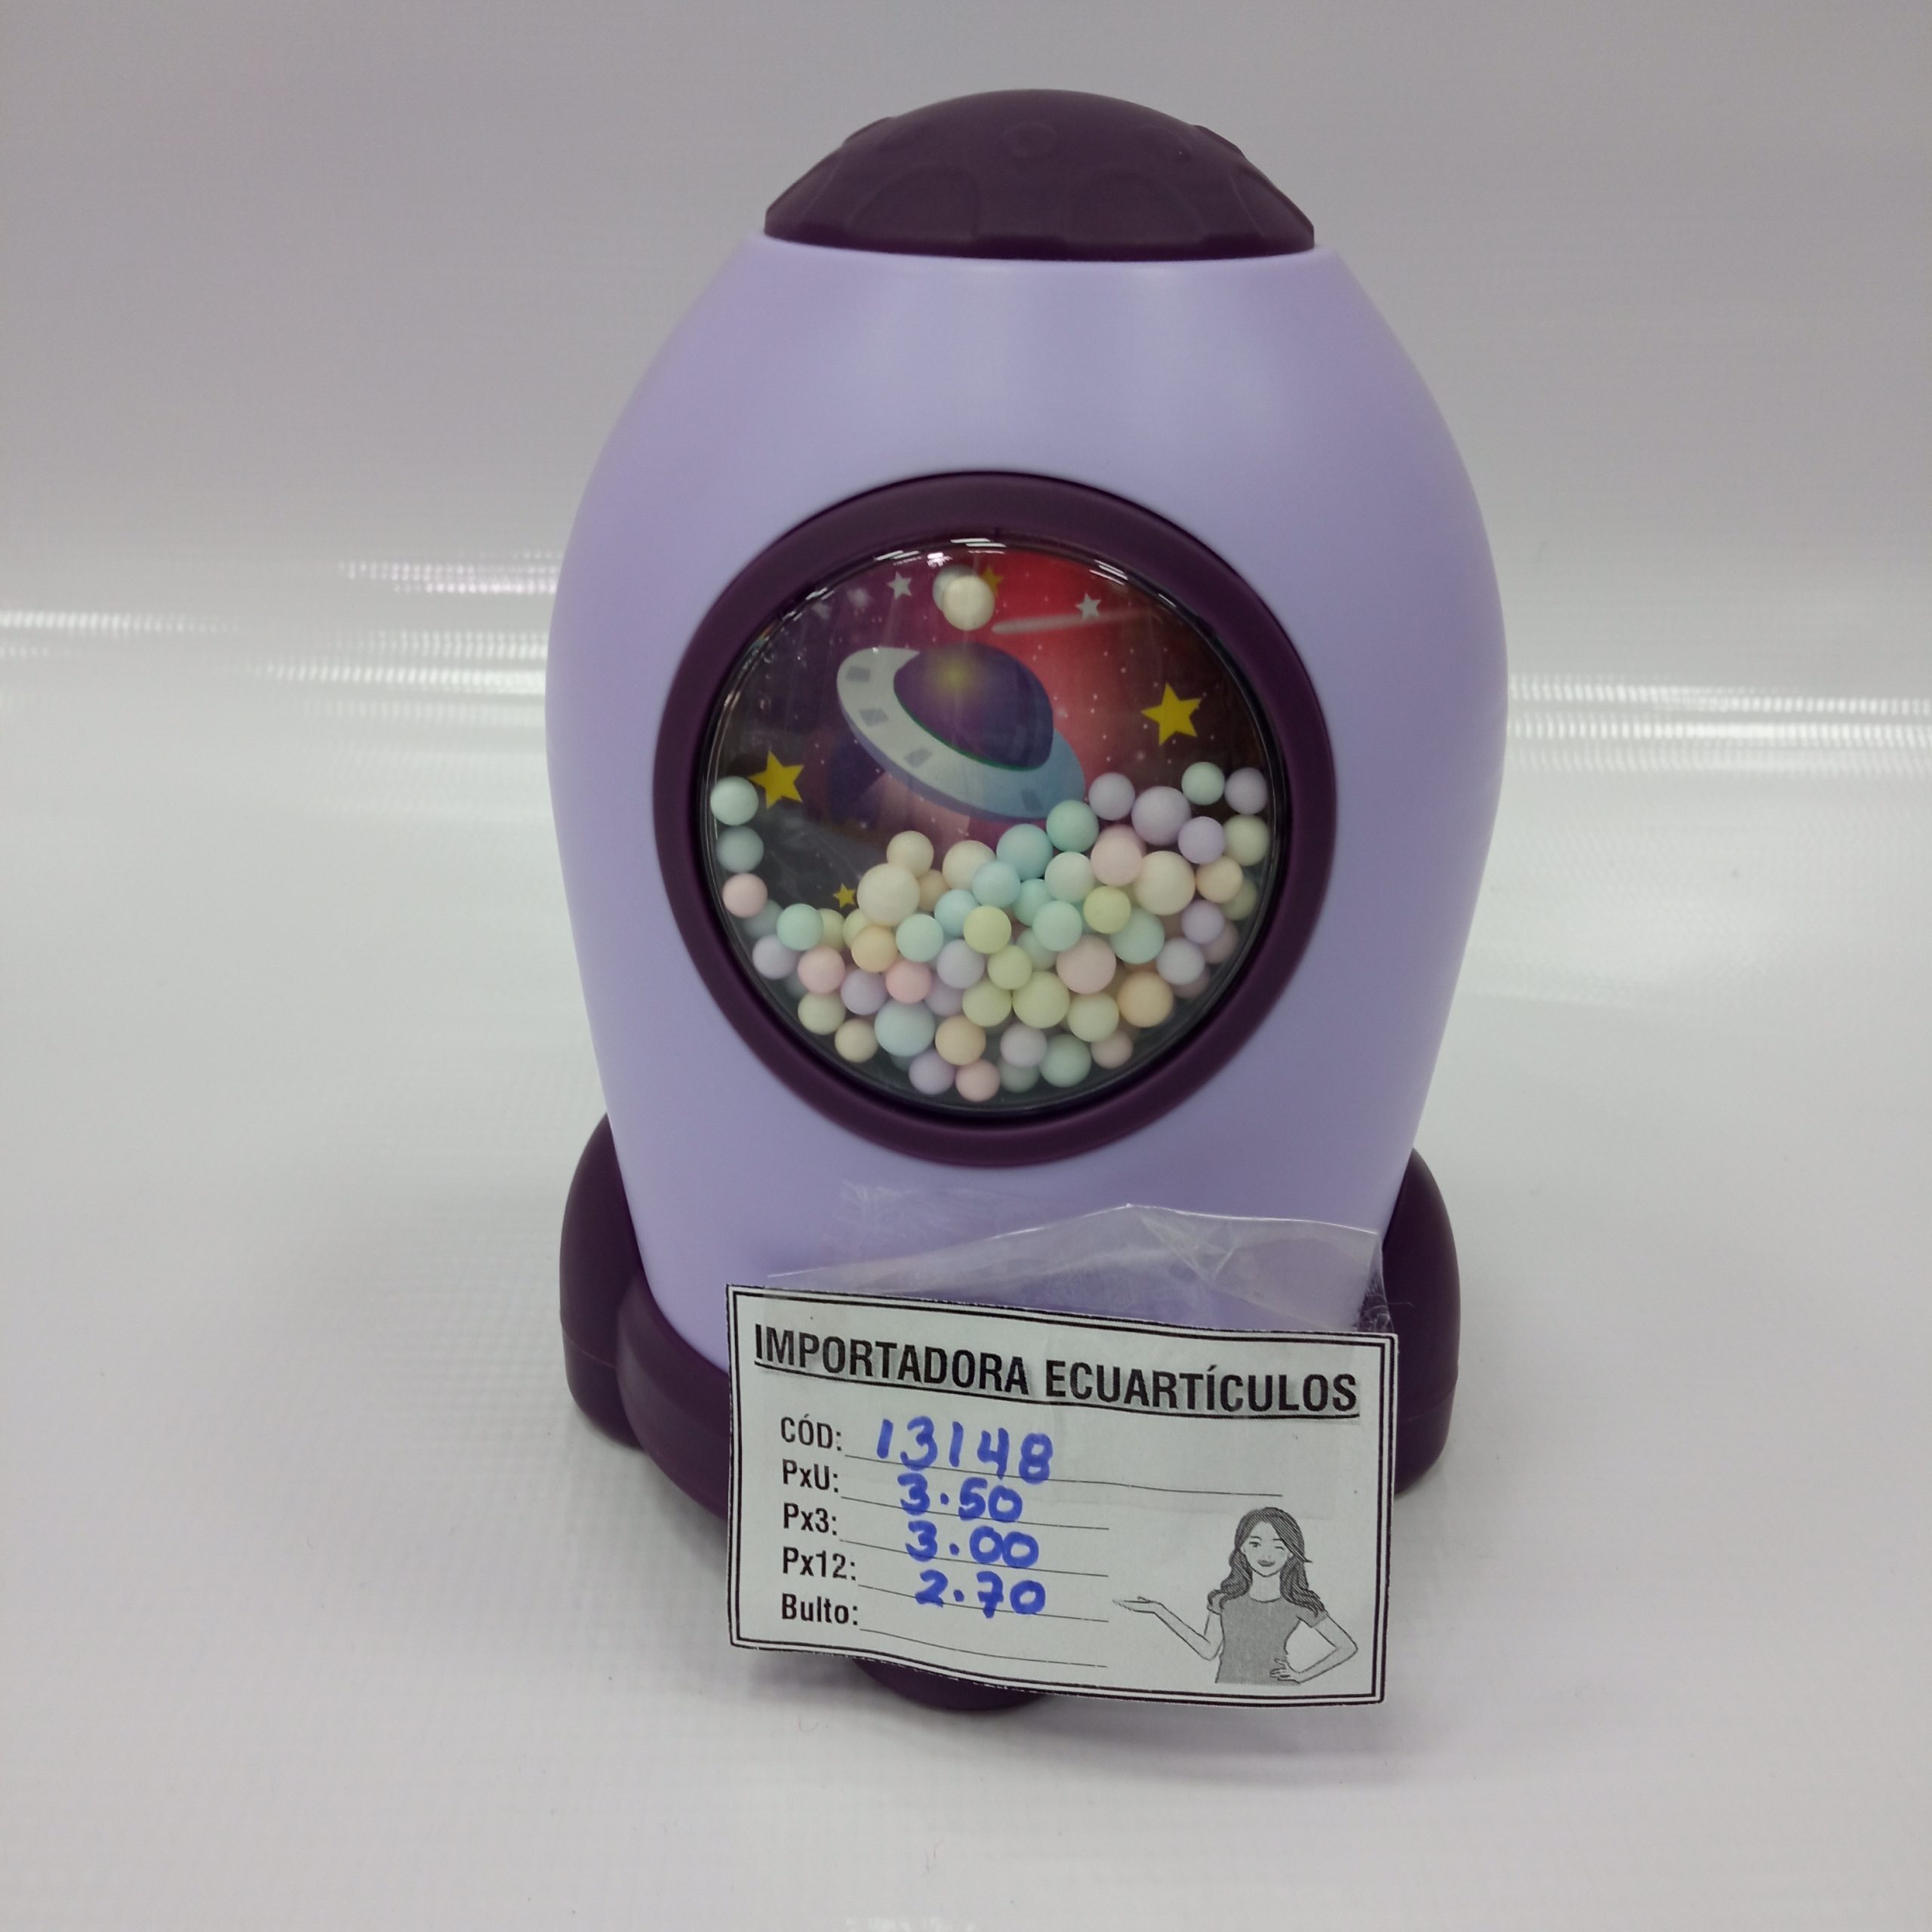 IMPORTADORA ECUARTÍCULOS
CÓD: 13148
PxU: 3.50
Px3: 3.00
Px12: 2.70
Bulto: